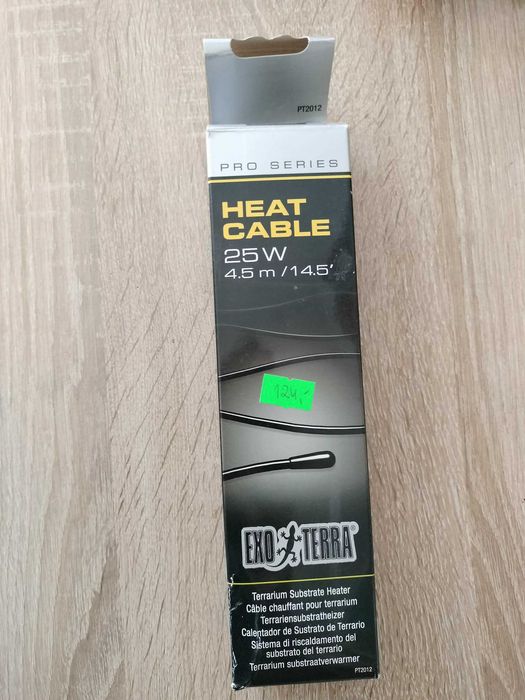 PT2012
PRO SERIES
HEAT
CABLE
25W
4.5 m /14.5'
124,-
EXO TERRA®
Terrarium Substrate Heater
Câble chauffant pour terrarium
Terrariensubstratheizer
Calentador de Sustrato de Terrario
Sistema di riscaldamento del
substrato del terrario
Terrarium substraatverwarmer
PT2012